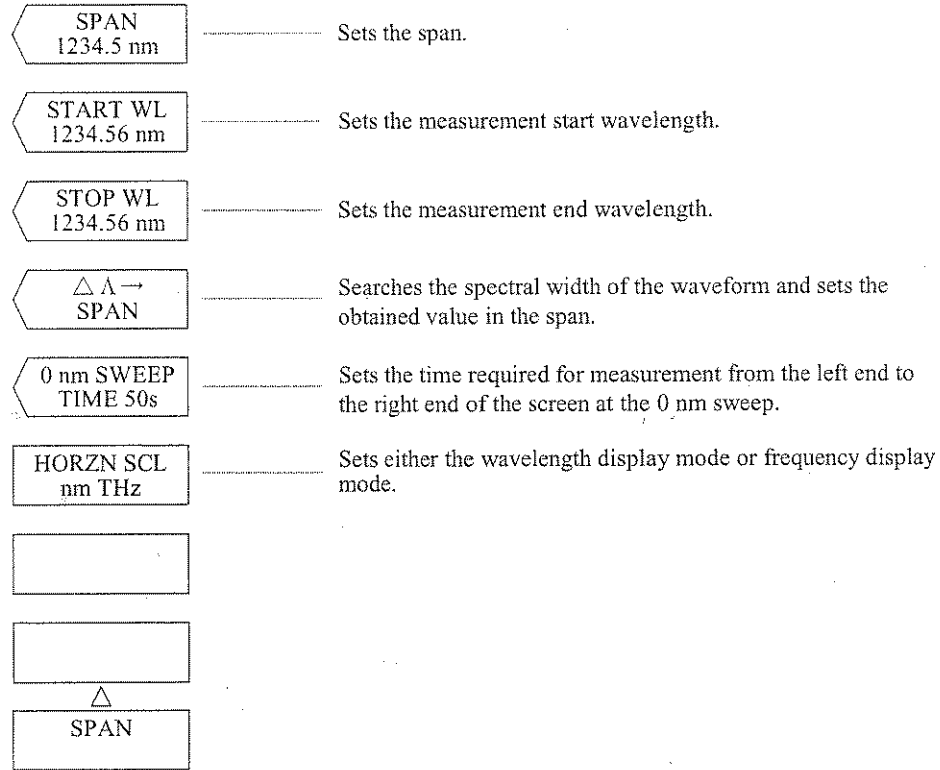 SPAN
1234.5 nm
Sets the span.
START WL
1234.56 nm
Sets the measurement start wavelength.
STOP WL
1234.56 nm
Sets the measurement end wavelength.
△ Λ→
SPAN
Searches the spectral width of the waveform and sets the
obtained value in the span.
0 nm SWEEP
TIME 50s
Sets the time required for measurement from the left end to
the right end of the screen at the 0 nm sweep.
HORZN SCL
nm THz
Sets either the wavelength display mode or frequency display
mode.
△
SPAN